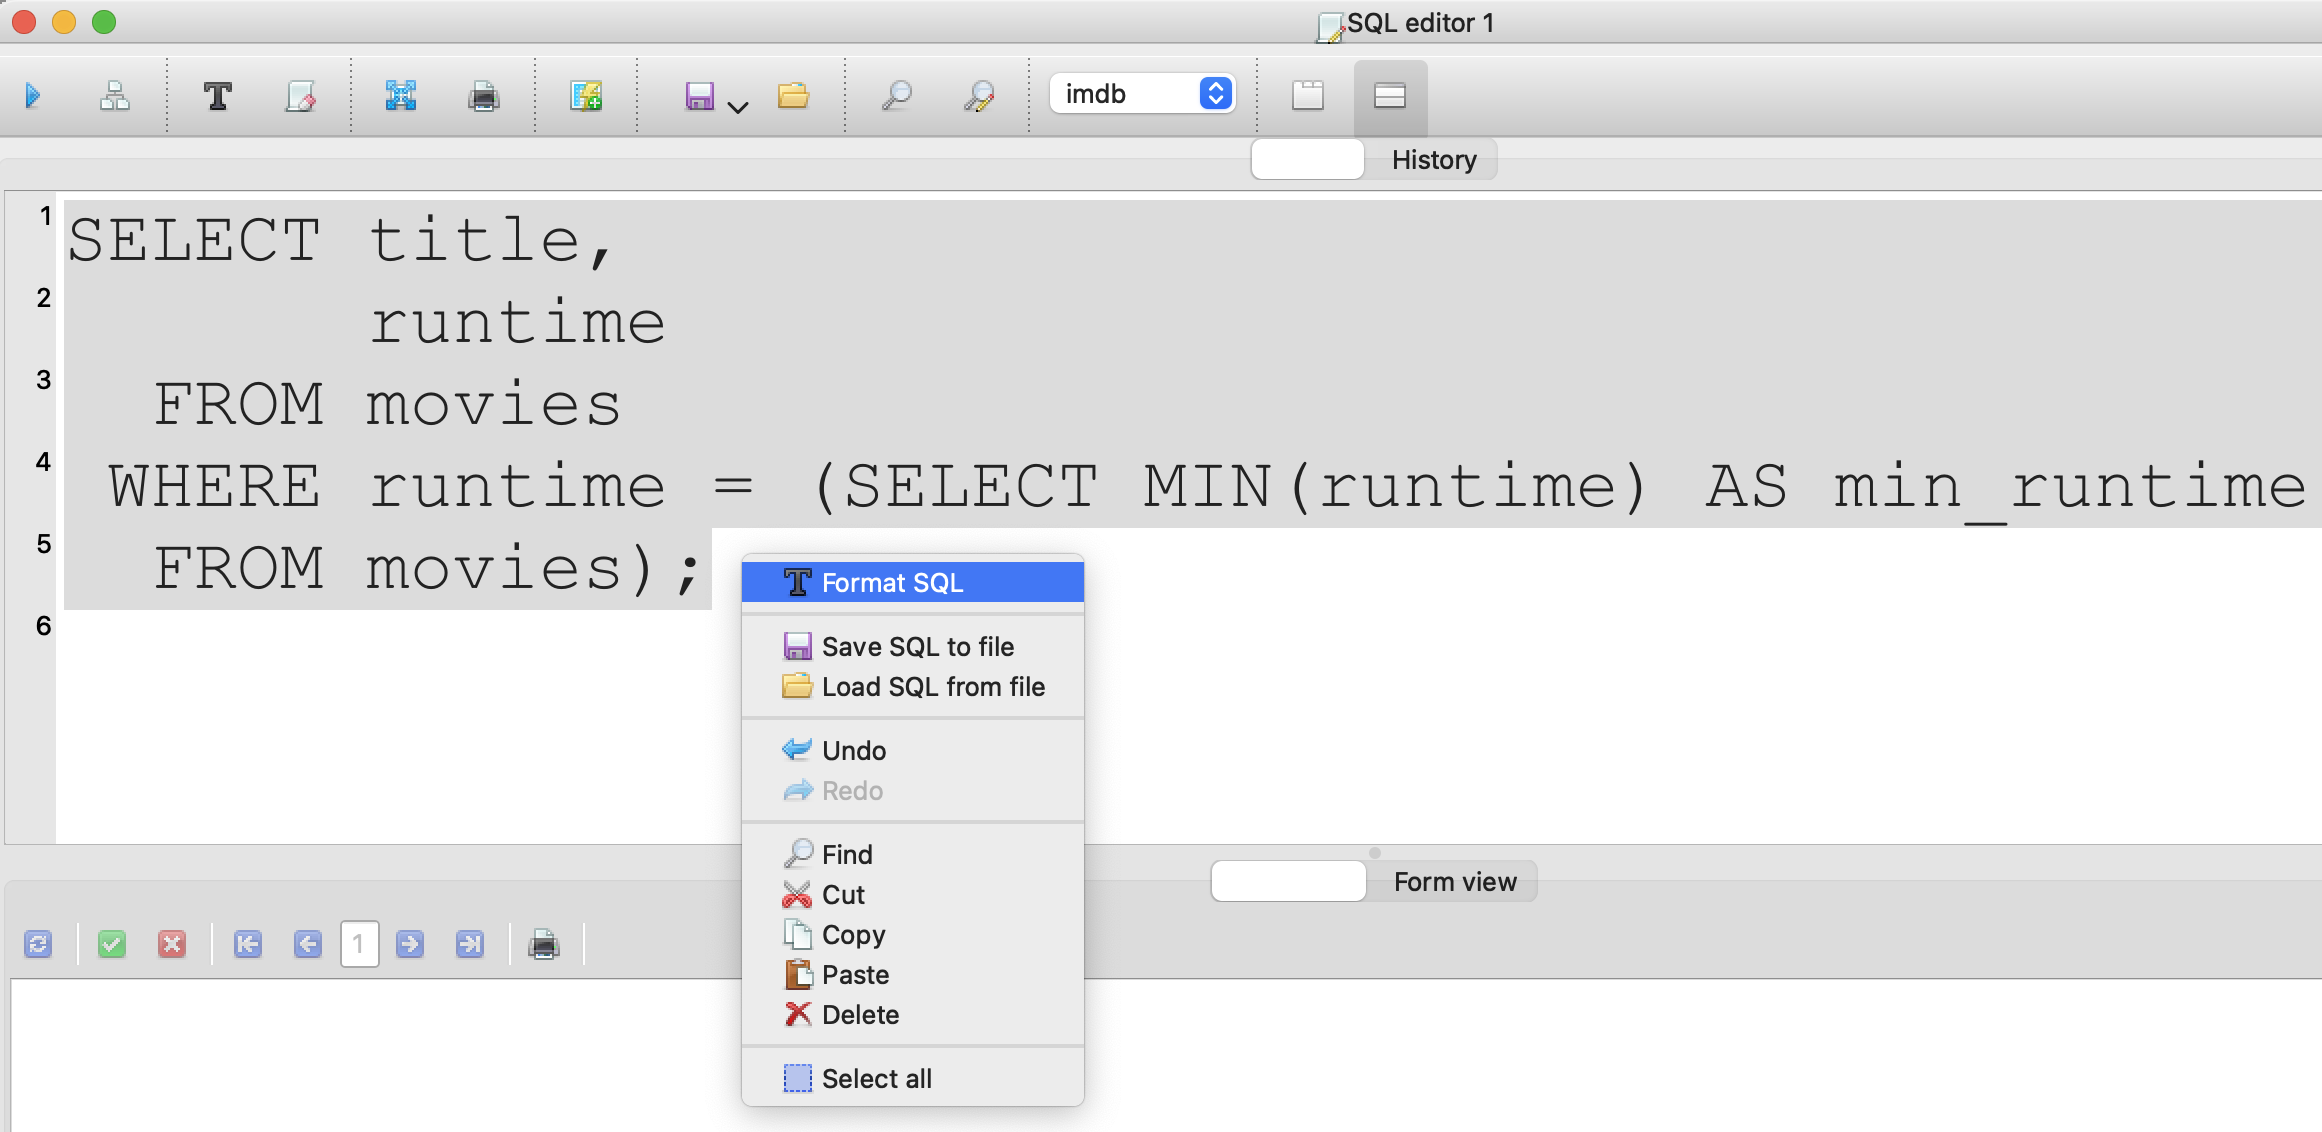 SQL editor 1
imdb
History
1 SELECT title,
2 runtime
3 FROM movies
4 WHERE runtime = (SELECT MIN(runtime) AS min_runtime
5 FROM movies);
6
Format SQL
Save SQL to file
Load SQL from file
Undo
Redo
Find
Cut
Copy
Paste
Delete
Select all
Form view
1